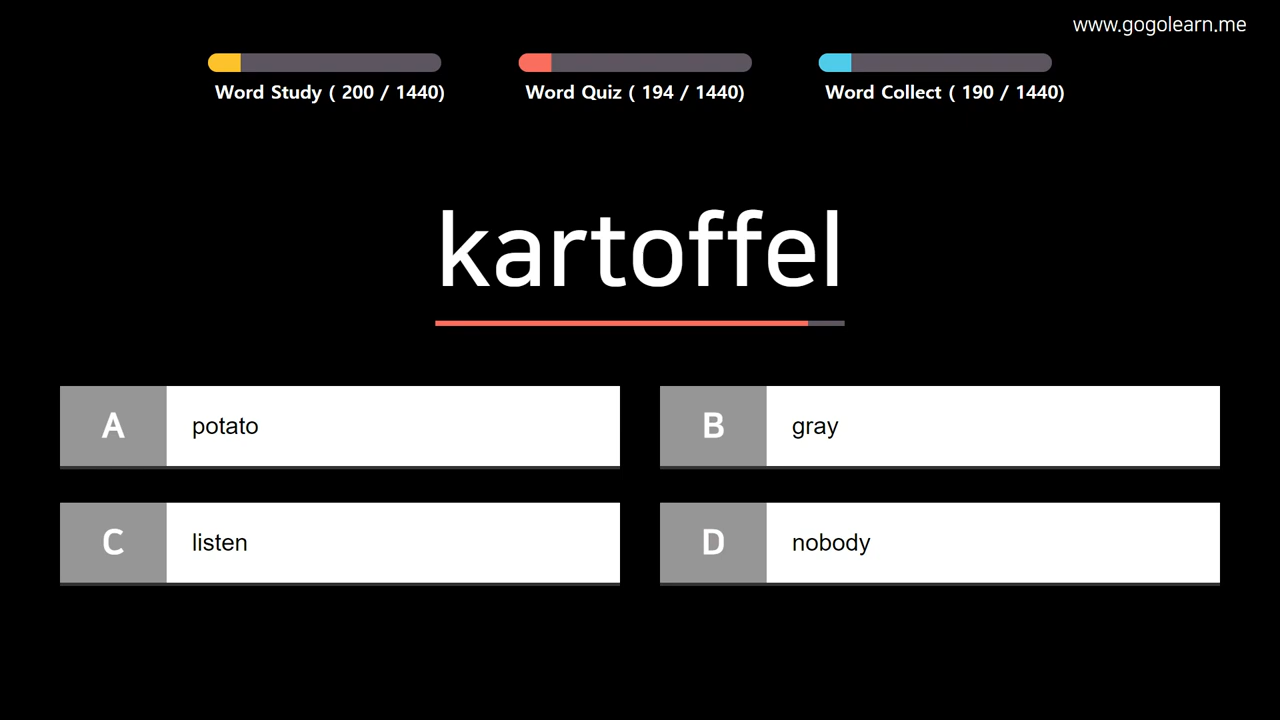 www.gogolearn.me
Word Study ( 200 / 1440)
Word Quiz ( 194 / 1440)
Word Collect ( 190 / 1440)
kartoffel
A potato
B gray
C listen
D nobody